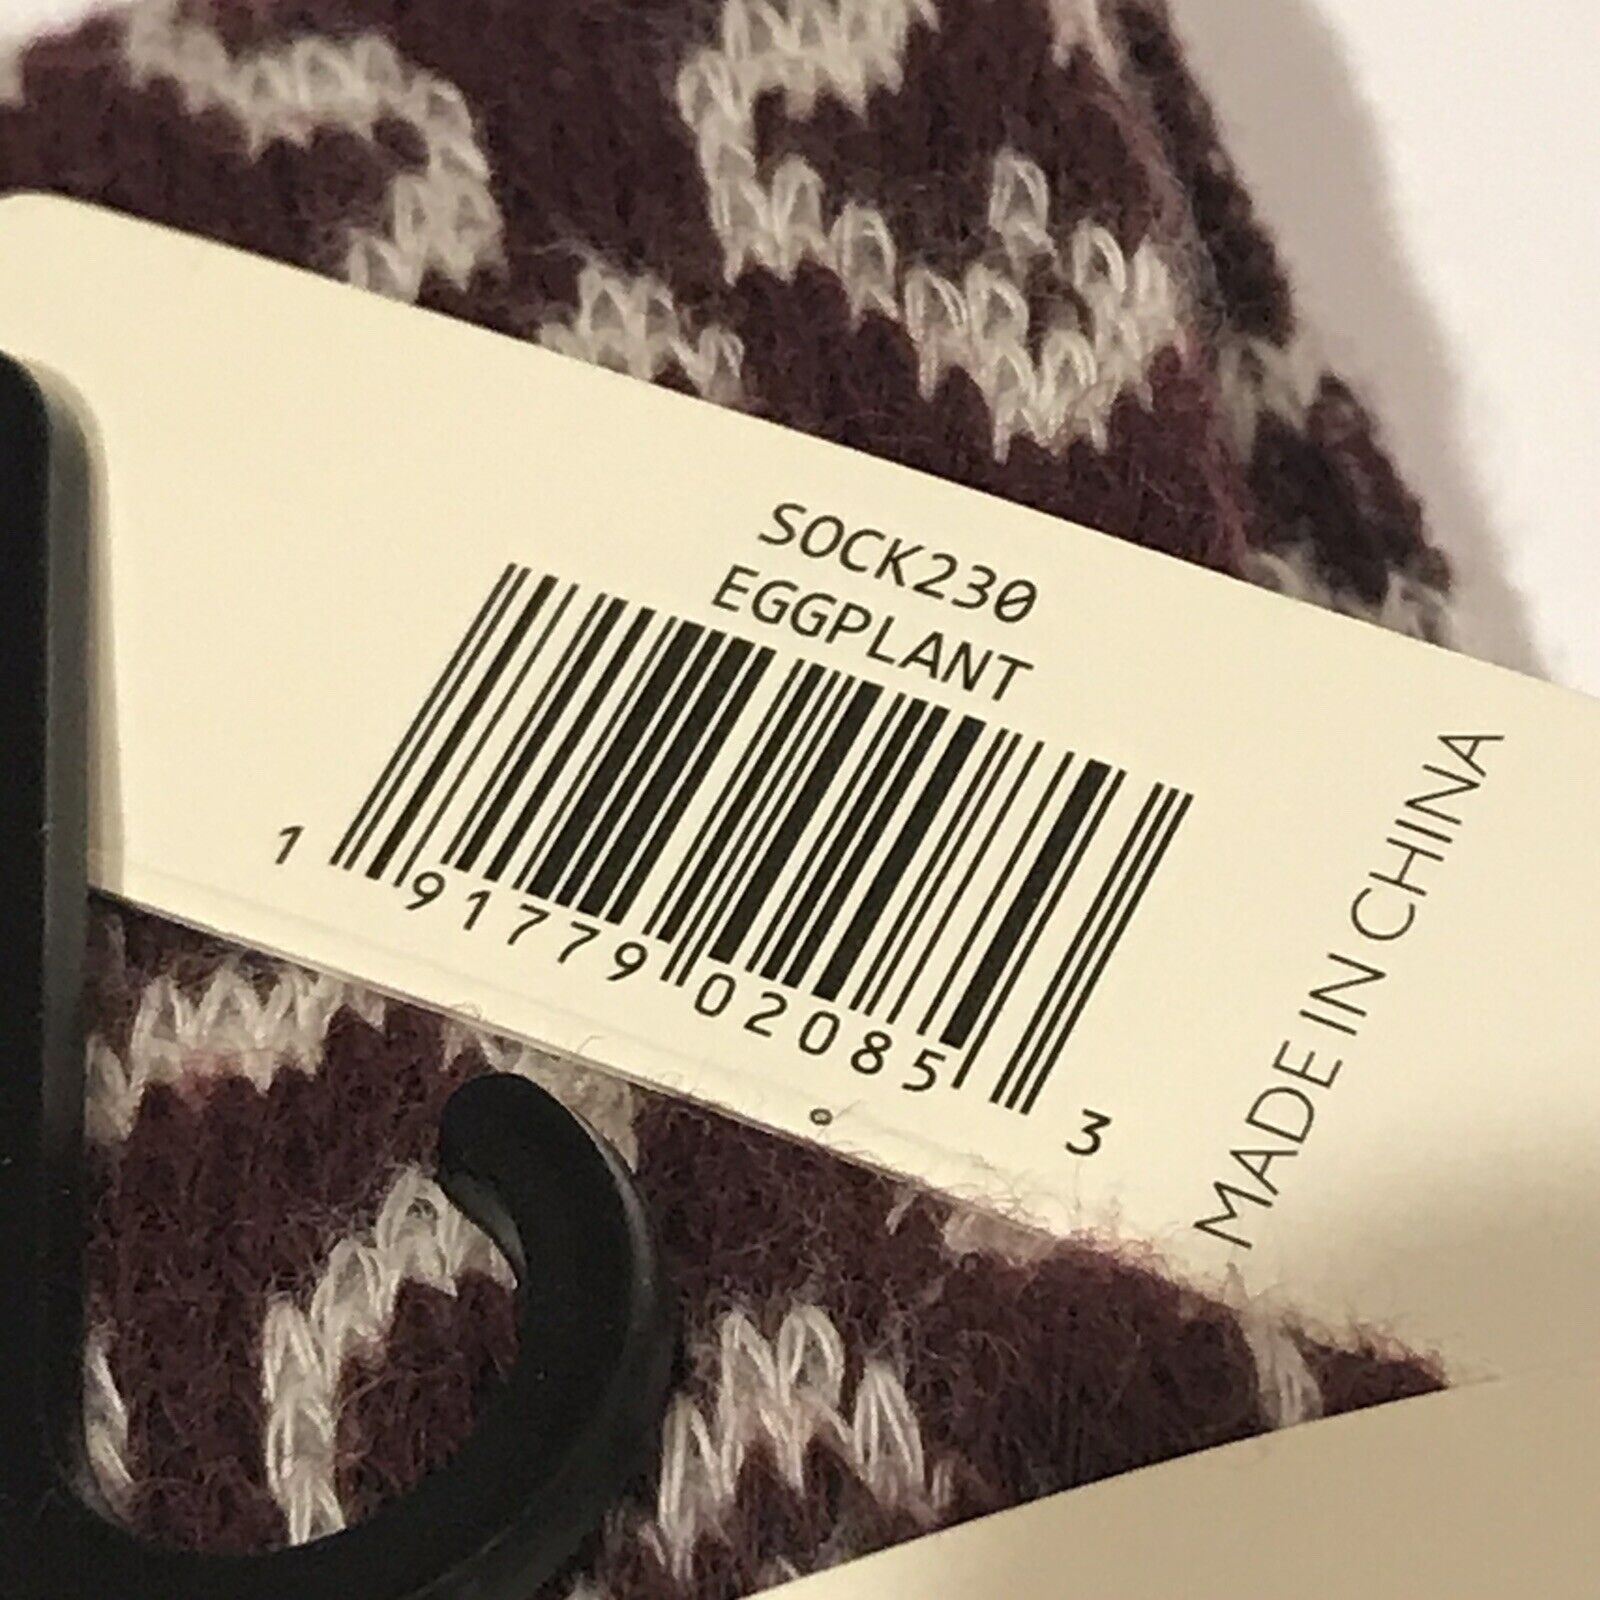 SOCK230
EGGPLANT
1 91779 02085 3
MADE IN CHINA